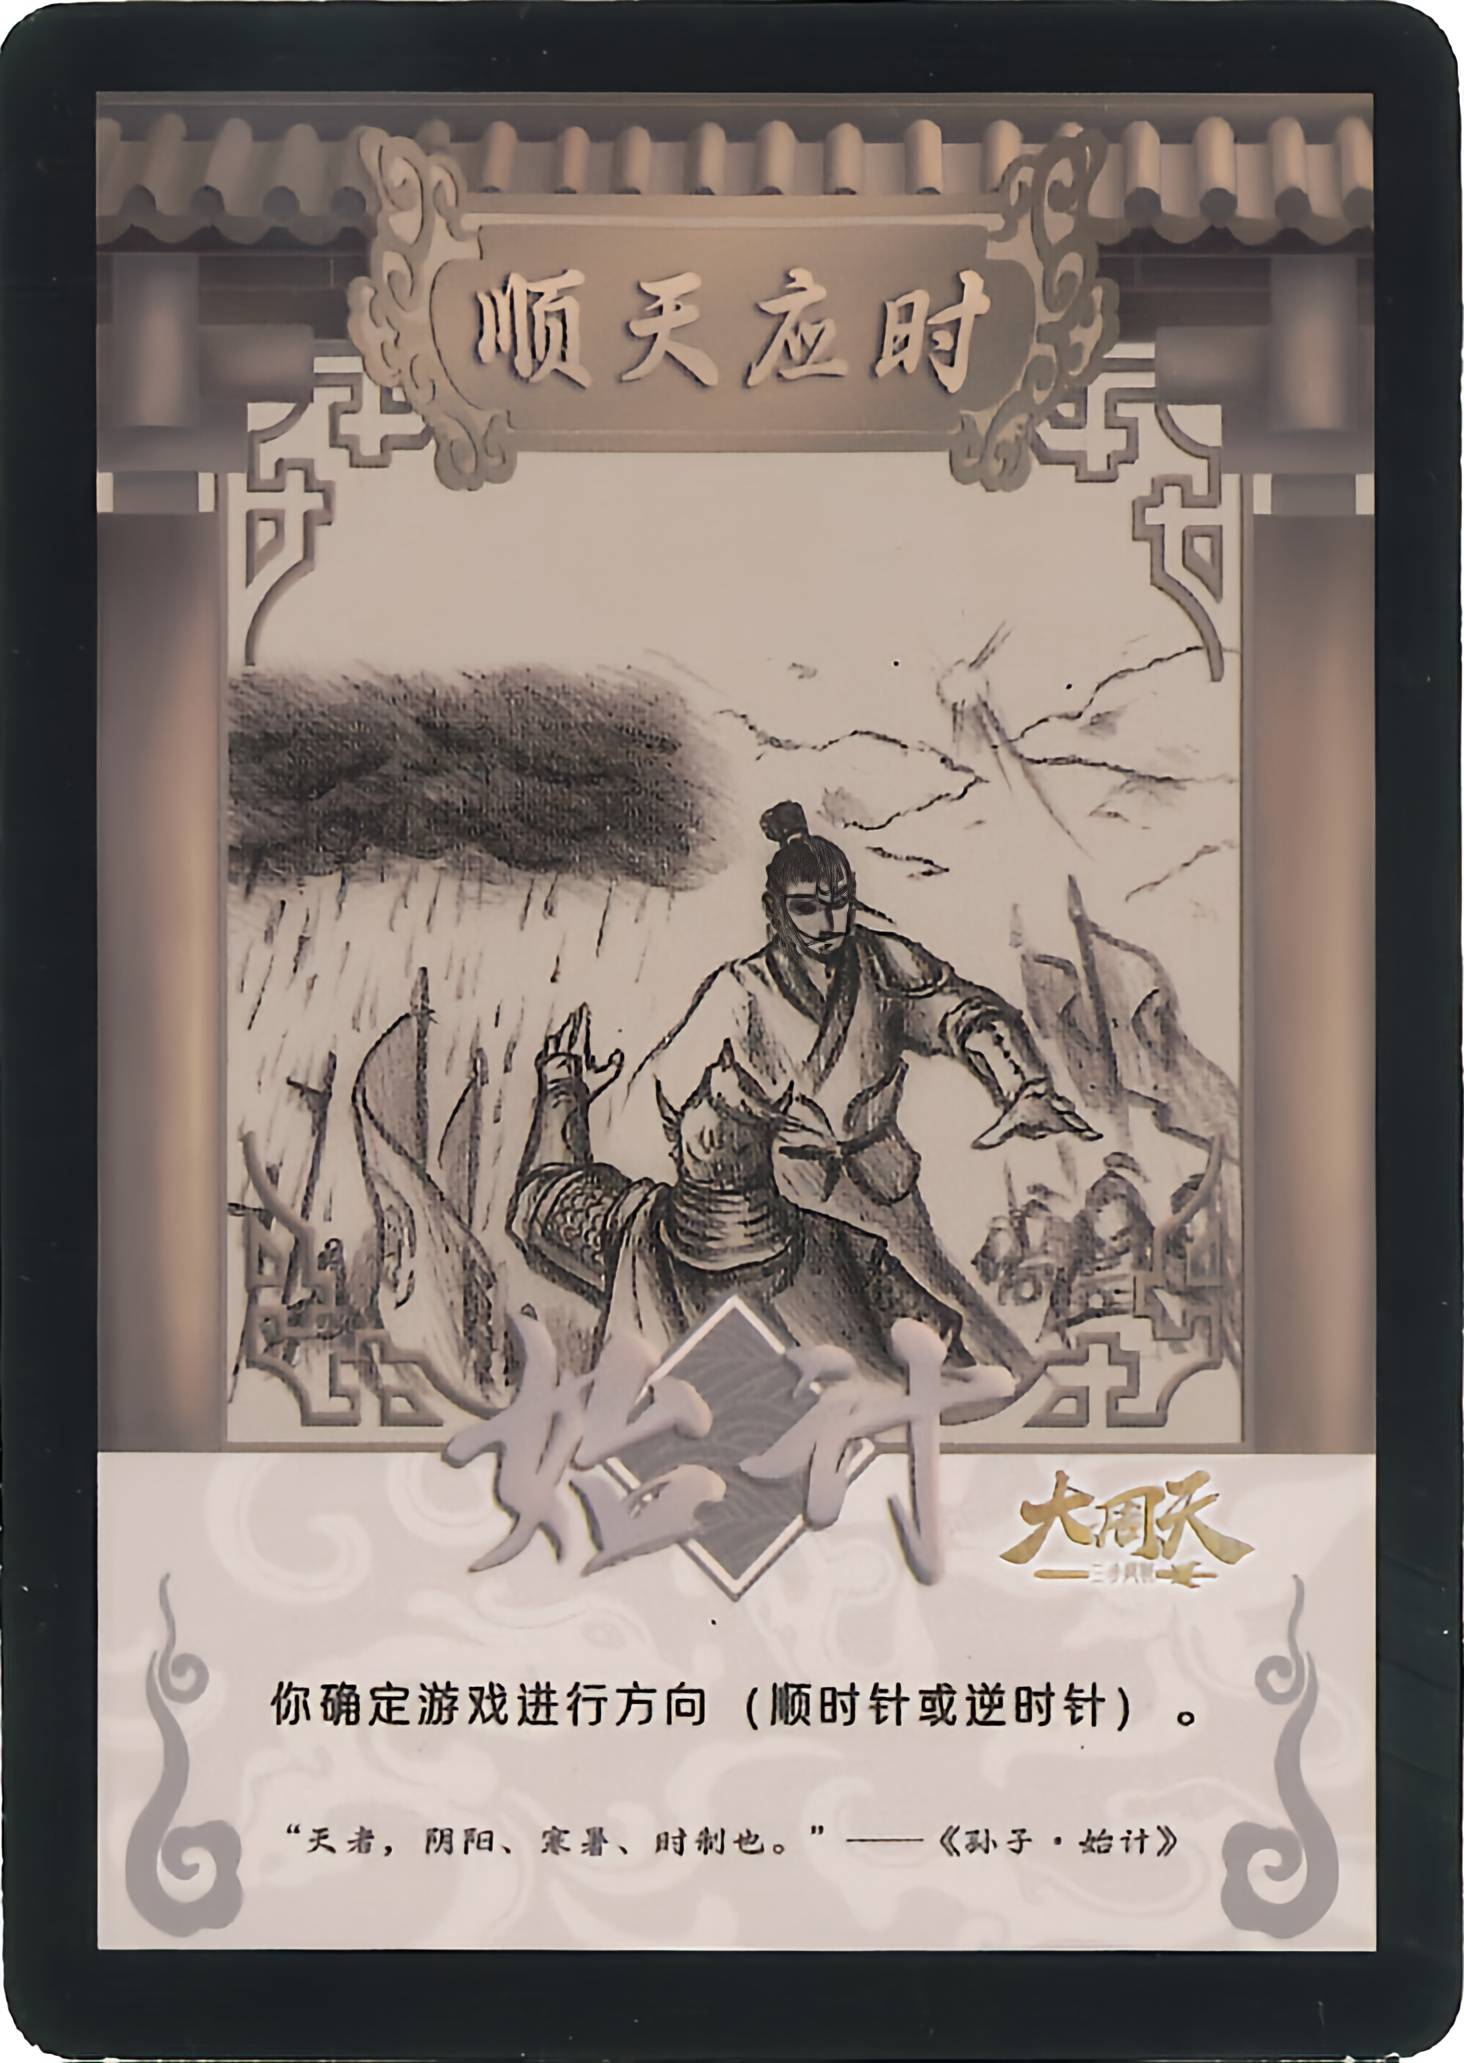 顺天应时
始计
大周天
你确定游戏进行方向（顺时针或逆时针）。
“天者，阴阳、寒暑、时制也。”——《孙子·始计》